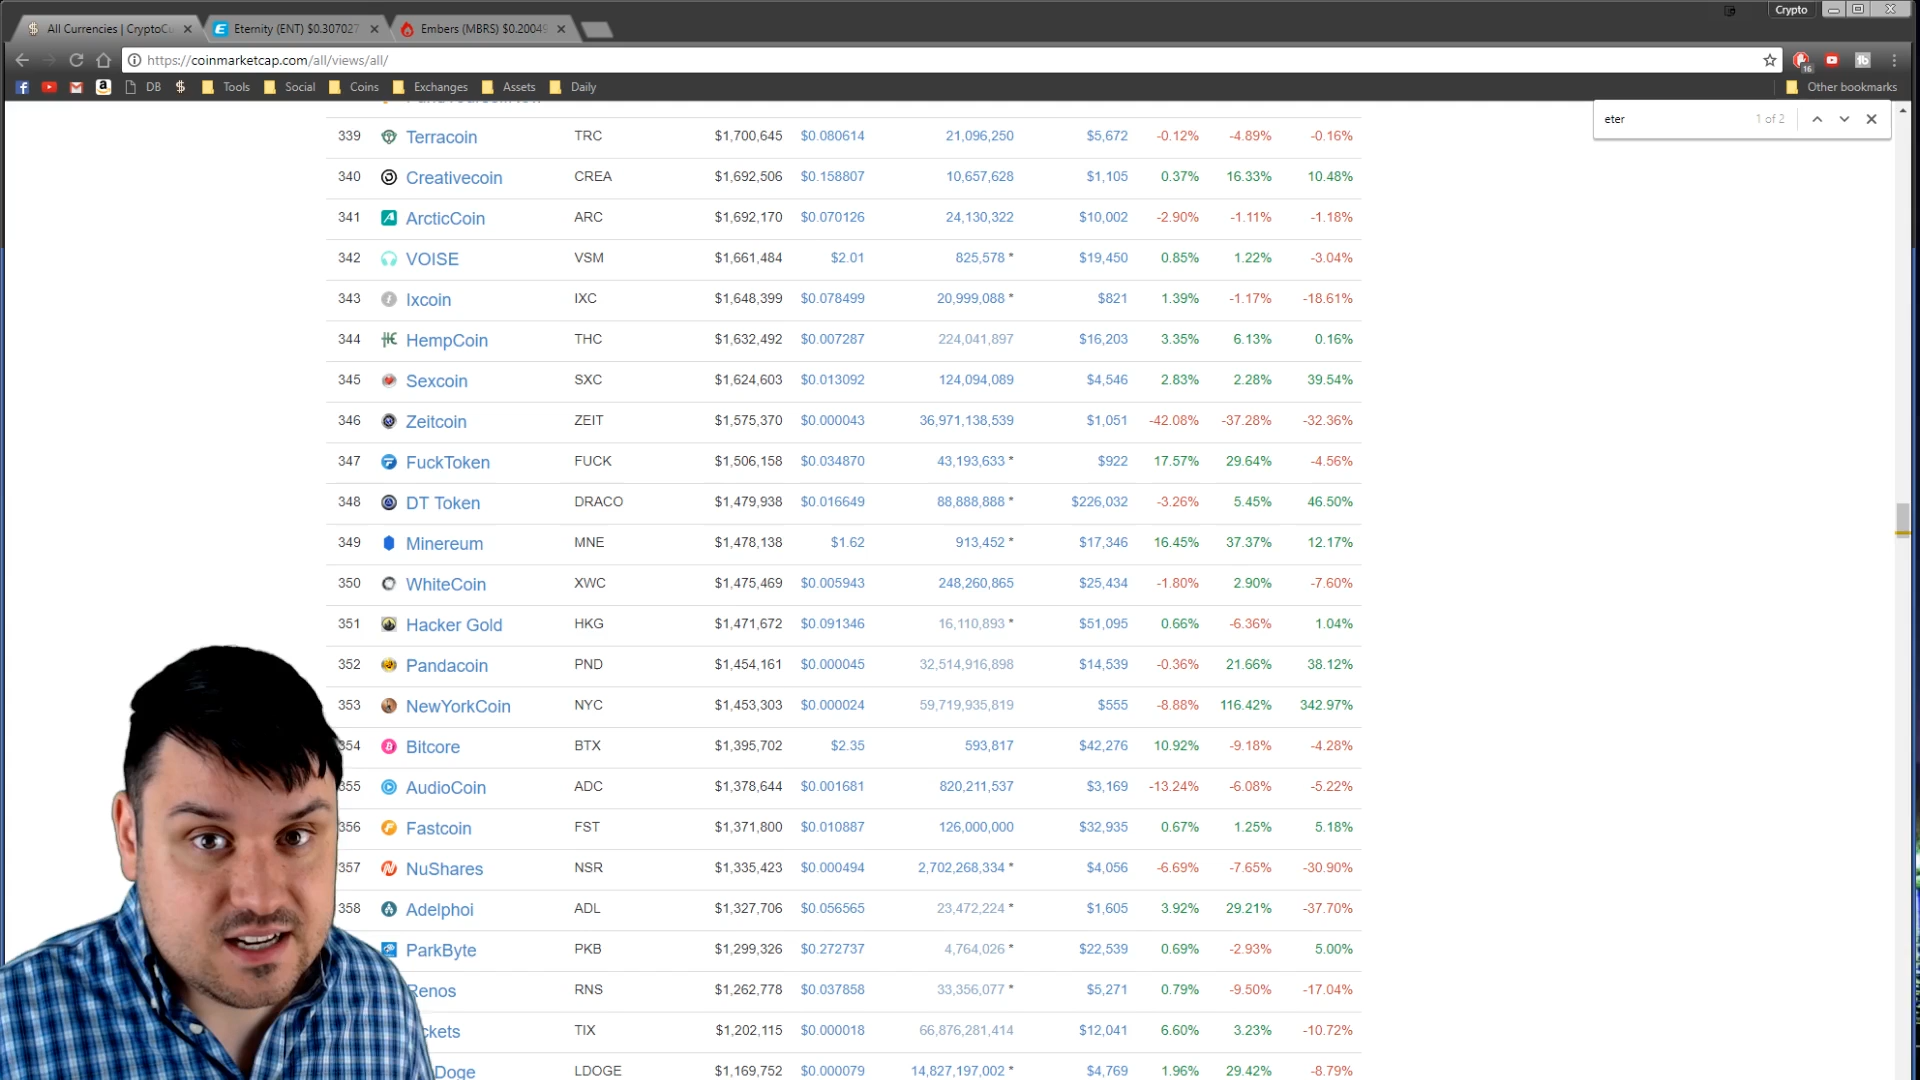 Crypto
All Currencies | CryptoCu
Eternity (ENT) $0.307027
Embers (MBRS) $0.20049
https://coinmarketcap.com/all/views/all/
16
DB
Tools
Social
Coins
Exchanges
Assets
Daily
Other bookmarks
eter 1 of 2
339 Terracoin TRC $1,700,645 $0.080614 21,096,250 $5,672 -0.12% -4.89% -0.16%
340 Creativecoin CREA $1,692,506 $0.158807 10,657,628 $1,105 0.37% 16.33% 10.48%
341 ArcticCoin ARC $1,692,170 $0.070126 24,130,322 $10,002 -2.90% -1.11% -1.18%
342 VOISE VSM $1,661,484 $2.01 825,578 * $19,450 0.85% 1.22% -3.04%
343 Ixcoin IXC $1,648,399 $0.078499 20,999,088 * $821 1.39% -1.17% -18.61%
344 HempCoin THC $1,632,492 $0.007287 224,041,897 $16,203 3.35% 6.13% 0.16%
345 Sexcoin SXC $1,624,603 $0.013092 124,094,089 $4,546 2.83% 2.28% 39.54%
346 Zeitcoin ZEIT $1,575,370 $0.000043 36,971,138,539 $1,051 -42.08% -37.28% -32.36%
347 FuckToken FUCK $1,506,158 $0.034870 43,193,633 * $922 17.57% 29.64% -4.56%
348 DT Token DRACO $1,479,938 $0.016649 88,888,888 * $226,032 -3.26% 5.45% 46.50%
349 Minereum MNE $1,478,138 $1.62 913,452 * $17,346 16.45% 37.37% 12.17%
350 WhiteCoin XWC $1,475,469 $0.005943 248,260,865 $25,434 -1.80% 2.90% -7.60%
351 Hacker Gold HKG $1,471,672 $0.091346 16,110,893 * $51,095 0.66% -6.36% 1.04%
352 Pandacoin PND $1,454,161 $0.000045 32,514,916,898 $14,539 -0.36% 21.66% 38.12%
353 NewYorkCoin NYC $1,453,303 $0.000024 59,719,935,819 $555 -8.88% 116.42% 342.97%
354 Bitcore BTX $1,395,702 $2.35 593,817 $42,276 10.92% -9.18% -4.28%
355 AudioCoin ADC $1,378,644 $0.001681 820,211,537 $3,169 -13.24% -6.08% -5.22%
356 Fastcoin FST $1,371,800 $0.010887 126,000,000 $32,935 0.67% 1.25% 5.18%
357 NuShares NSR $1,335,423 $0.000494 2,702,268,334 * $4,056 -6.69% -7.65% -30.90%
358 Adelphoi ADL $1,327,706 $0.056565 23,472,224 * $1,605 3.92% 29.21% -37.70%
ParkByte PKB $1,299,326 $0.272737 4,764,026 * $22,539 0.69% -2.93% 5.00%
Renos RNS $1,262,778 $0.037858 33,356,077 * $5,271 0.79% -9.50% -17.04%
ckets TIX $1,202,115 $0.000018 66,876,281,414 $12,041 6.60% 3.23% -10.72%
Doge LDOGE $1,169,752 $0.000079 14,827,197,002 * $4,769 1.96% 29.42% -8.79%